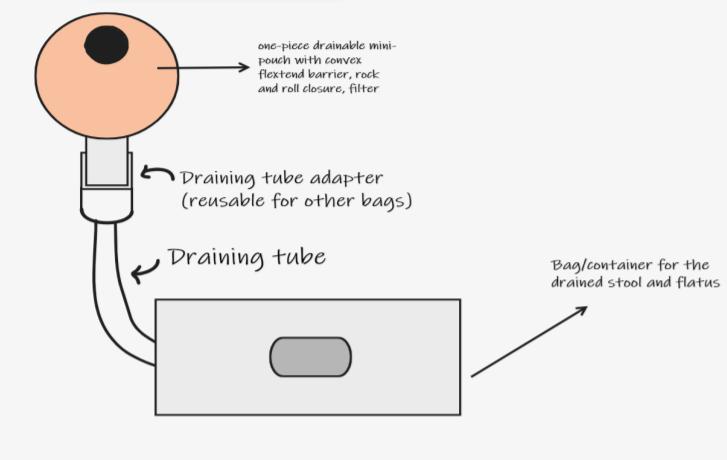 one-piece drainable mini-
pouch with convex
flextend barrier, rock
and roll closure, filter
Draining tube adapter
(reusable for other bags)
Draining tube
Bag/container for the
drained stool and flatus